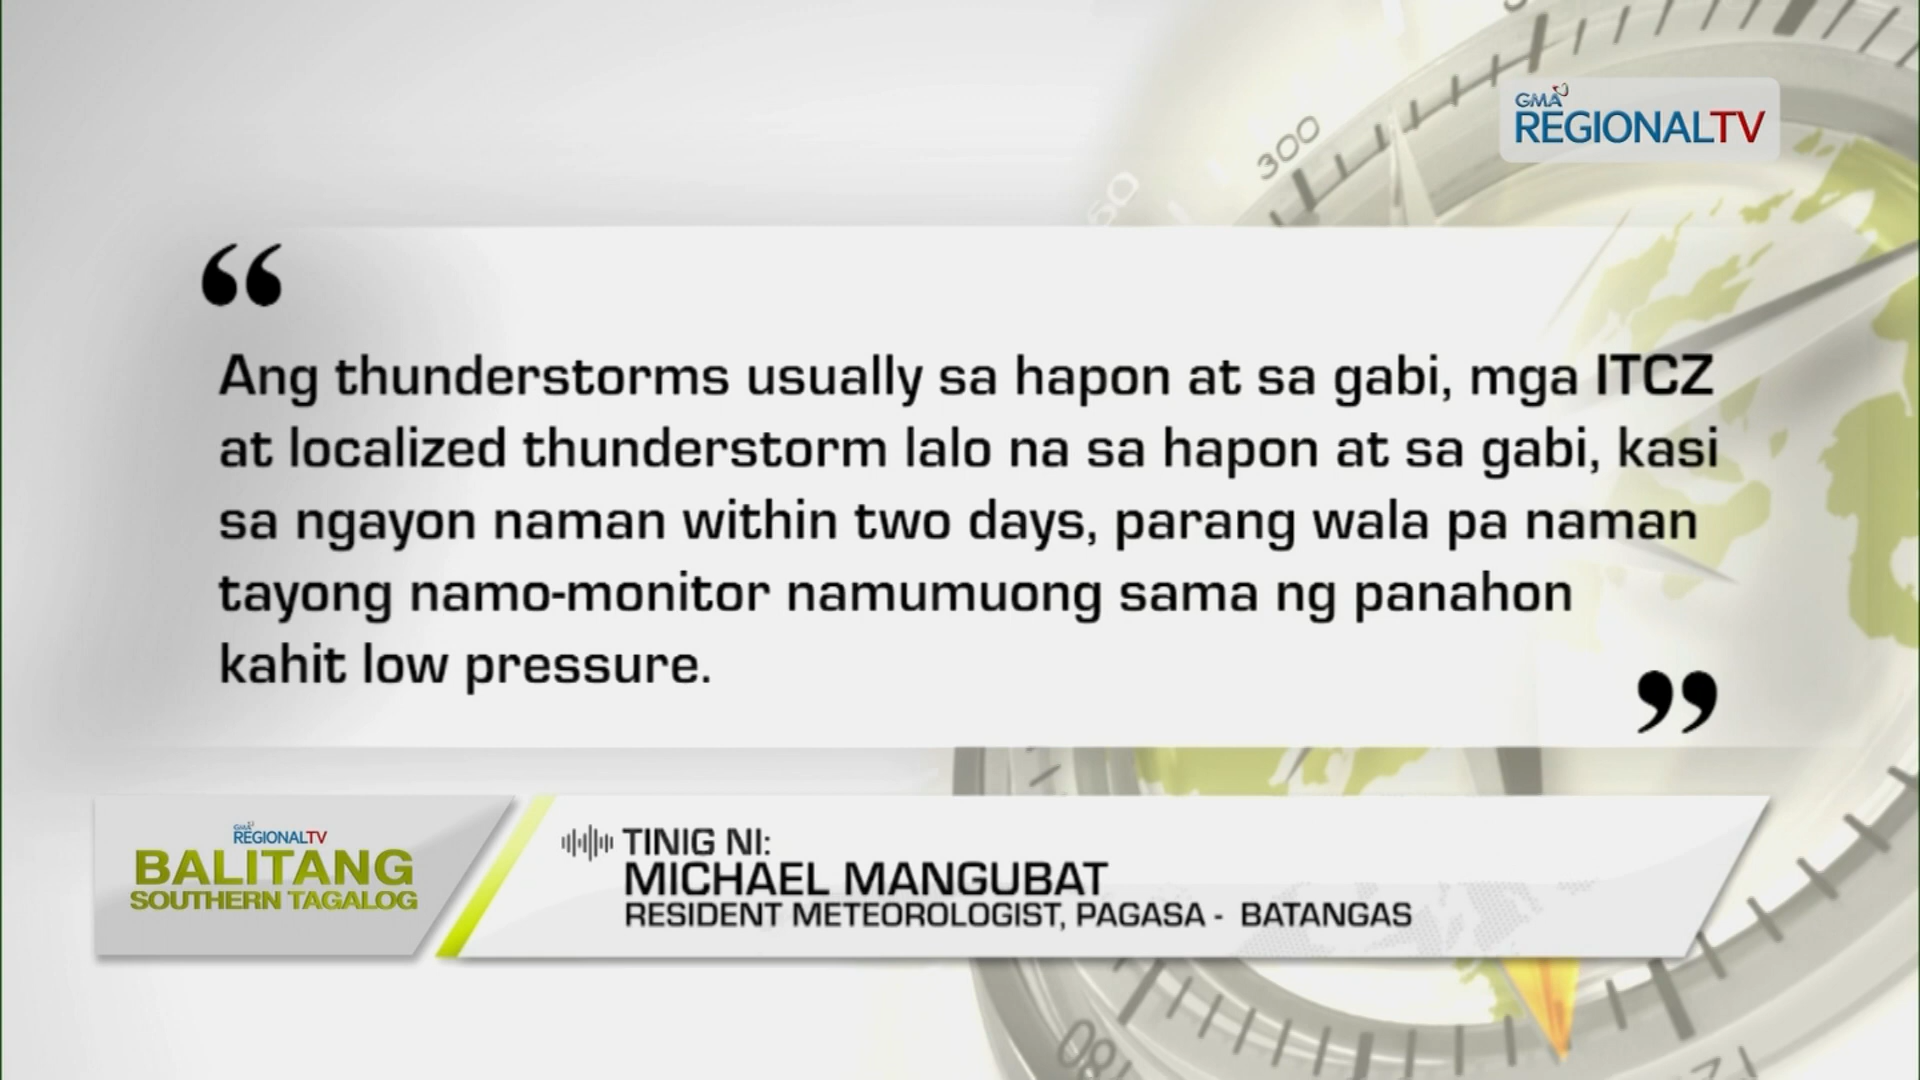 GMA
REGIONALTV
300
“
Ang thunderstorms usually sa hapon at sa gabi, mga ITCZ
at localized thunderstorm lalo na sa hapon at sa gabi, kasi
sa ngayon naman within two days, parang wala pa naman
tayong namo-monitor namumuong sama ng panahon
kahit low pressure.
”
GMA
REGIONALTV
BALITANG
SOUTHERN TAGALOG
TINIG NI:
MICHAEL MANGUBAT
RESIDENT METEOROLOGIST, PAGASA - BATANGAS
180